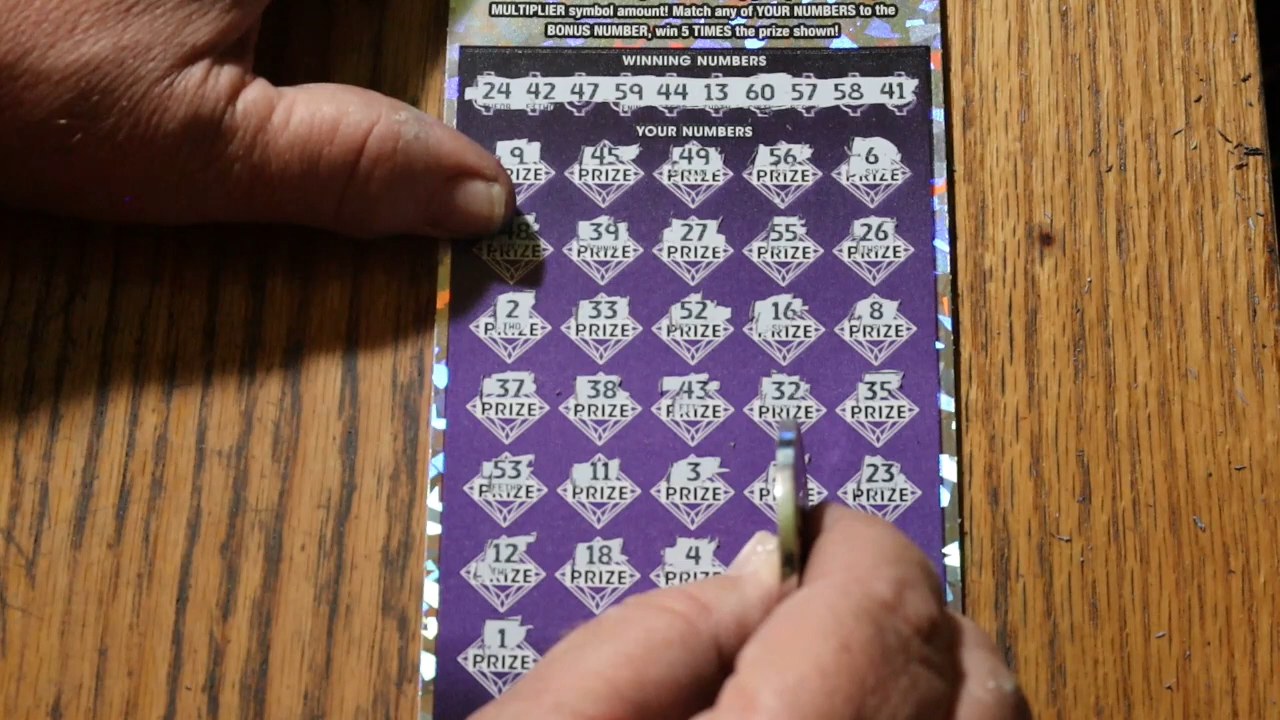 MULTIPLIER symbol amount! Match any of YOUR NUMBERS to the
BONUS NUMBER, win 5 TIMES the prize shown!
WINNING NUMBERS
24 42 47 59 44 13 60 57 58 41
YOUR NUMBERS
9 45 49 56 6
PRIZE PRIZE PRIZE PRIZE
48 39 27 55 26
PRIZE PRIZE PRIZE PRIZE PRIZE
2 33 52 16 8
PRIZE PRIZE PRIZE PRIZE PRIZE
37 38 43 32 35
PRIZE PRIZE PRIZE PRIZE PRIZE
53 11 3 23
PRIZE PRIZE PRIZE PRIZE
12 18 4
PRIZE PRIZE PRIZE
1
PRIZE